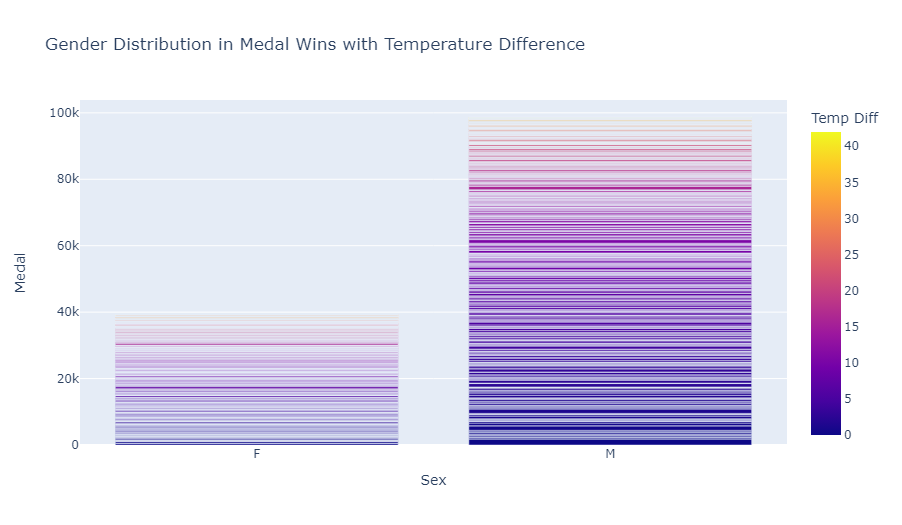 Gender Distribution in Medal Wins with Temperature Difference
Temp Diff
100k
80k
60k
40k
20k
0
Medal
F
M
Sex
40
35
30
25
20
15
10
5
0